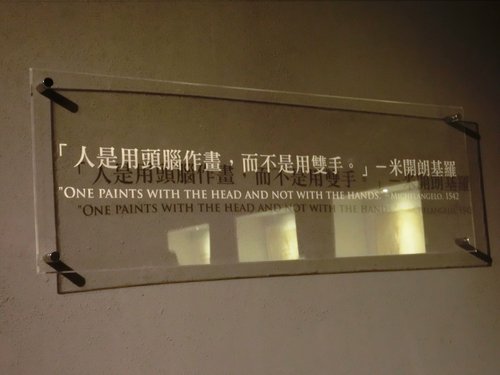 「人是用頭腦作畫，而不是用雙手。」—米開朗基羅
"ONE PAINTS WITH THE HEAD AND NOT WITH THE HANDS. "—MICHELANGELO, 1542